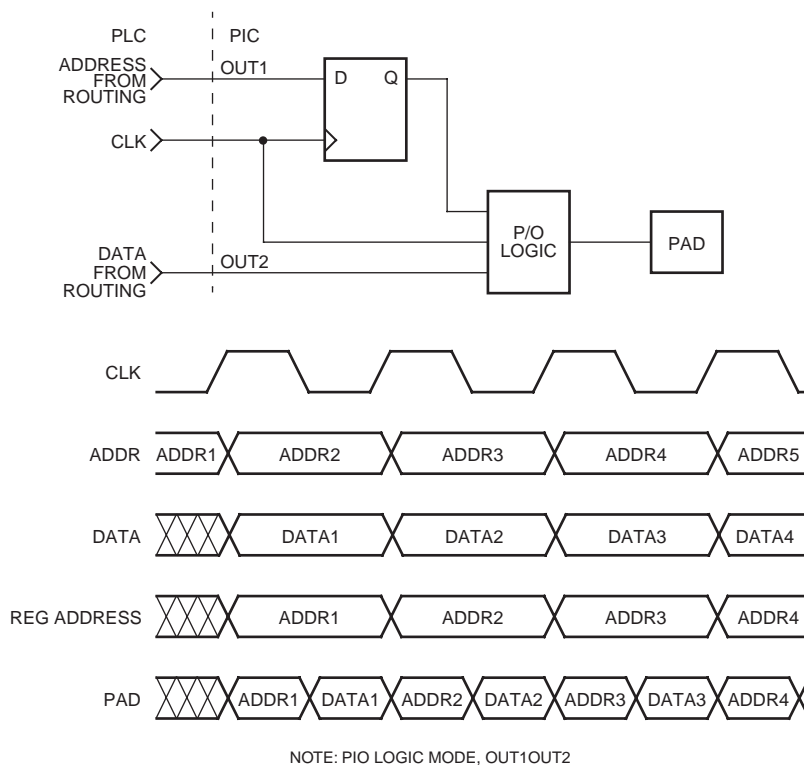 PLC PIC
ADDRESS FROM ROUTING
OUT1
D Q
CLK
P/O LOGIC
PAD
DATA FROM ROUTING
OUT2
CLK
ADDR ADDR1 ADDR2 ADDR3 ADDR4 ADDR5
DATA DATA1 DATA2 DATA3 DATA4
REG ADDRESS ADDR1 ADDR2 ADDR3 ADDR4
PAD ADDR1 DATA1 ADDR2 DATA2 ADDR3 DATA3 ADDR4
NOTE: PIO LOGIC MODE, OUT1OUT2